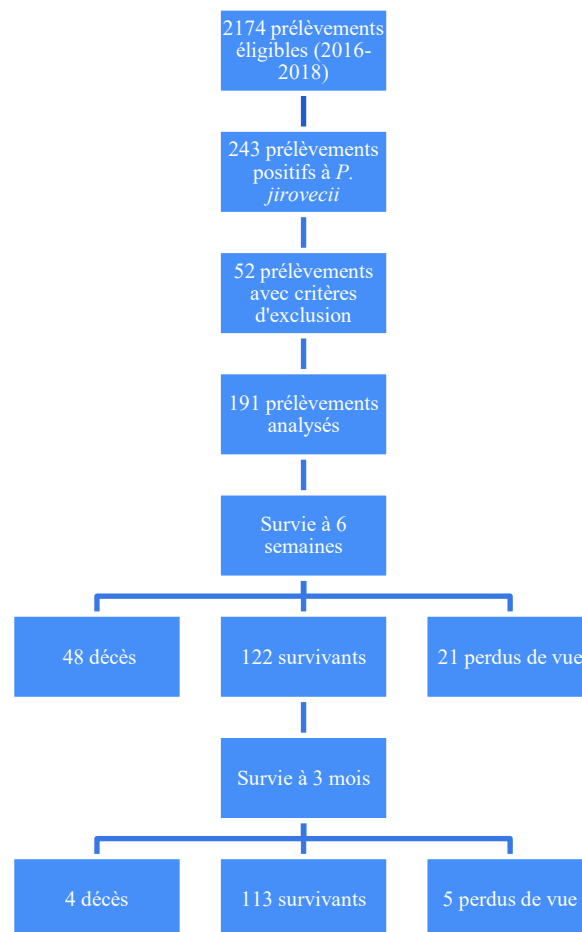 2174 prélèvements
éligibles (2016-
2018)
243 prélèvements
positifs à P.
jirovecii
52 prélèvements
avec critères
d'exclusion
191 prélèvements
analysés
Survie à 6
semaines
48 décès
122 survivants
21 perdus de vue
Survie à 3 mois
4 décès
113 survivants
5 perdus de vue